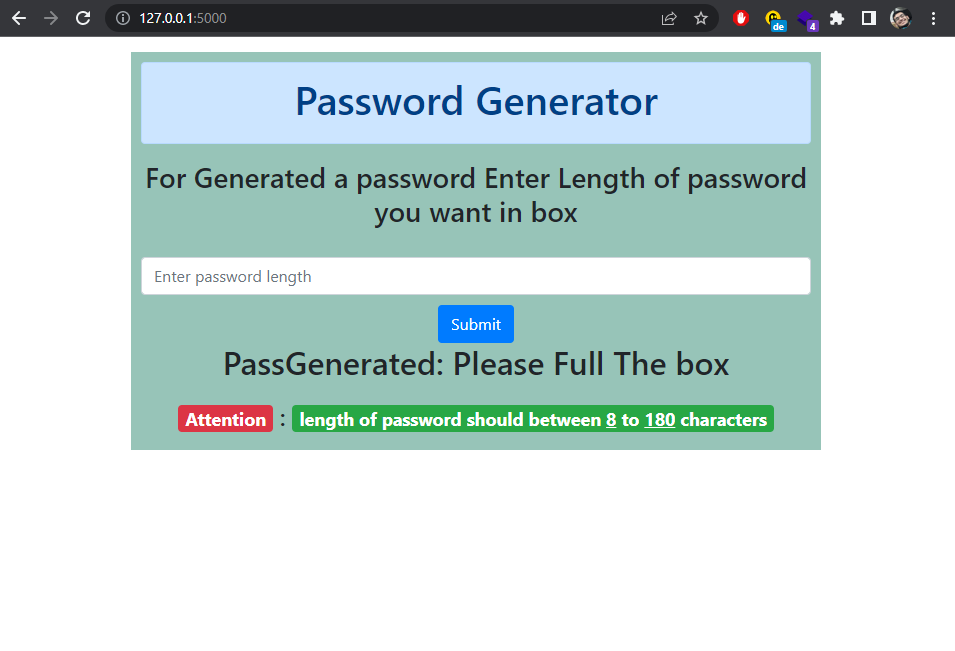 127.0.0.1:5000
de
4
Password Generator
For Generated a password Enter Length of password
you want in box
Enter password length
Submit
PassGenerated: Please Full The box
Attention : length of password should between 8 to 180 characters